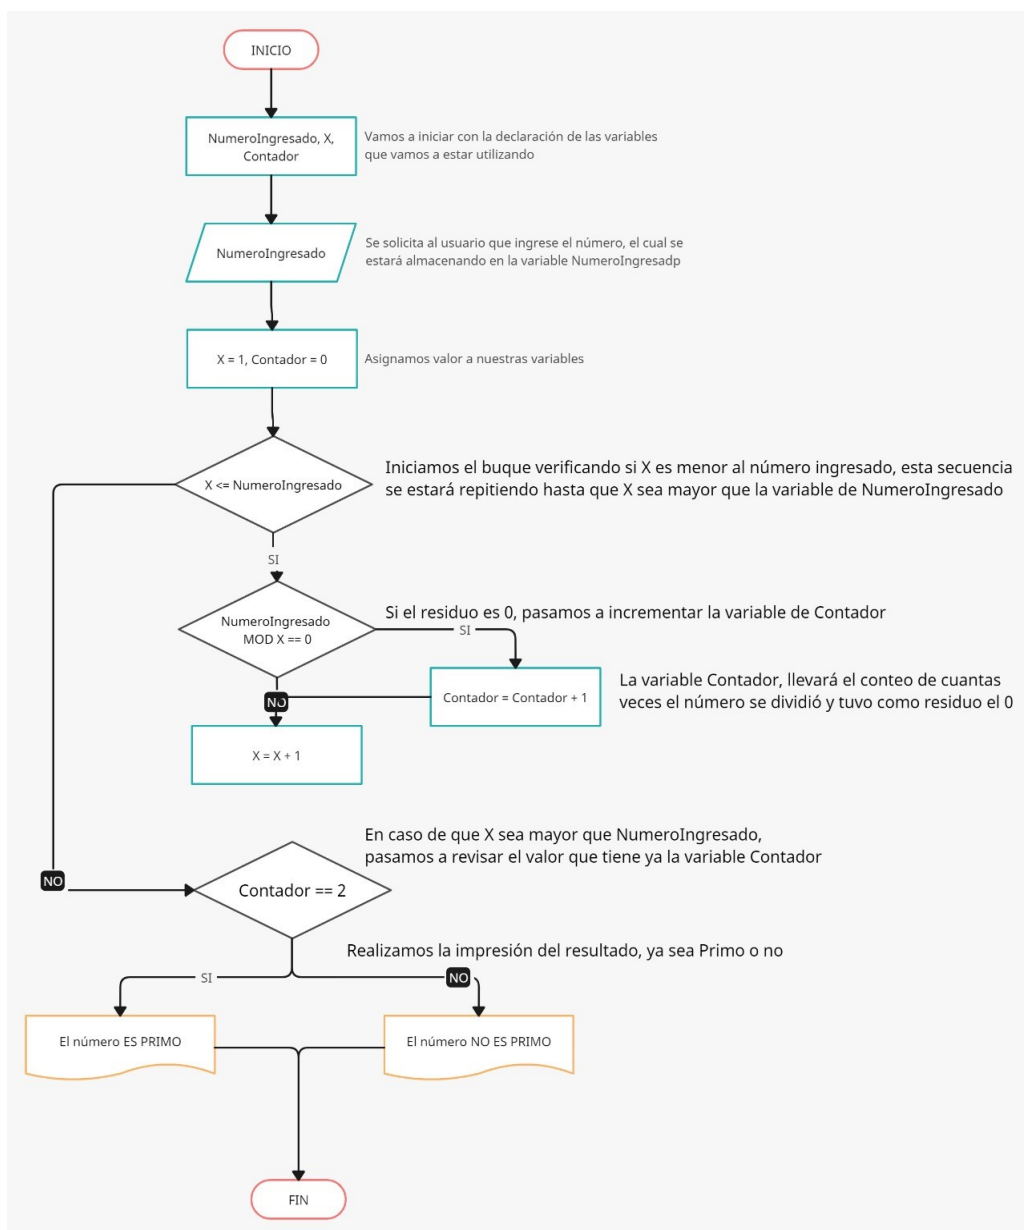 INICIO
NumeroIngresado, X,
Contador
Vamos a iniciar con la declaración de las variables
que vamos a estar utilizando
NumeroIngresado
Se solicita al usuario que ingrese el número, el cual se
estará almacenando en la variable NumeroIngresadp
X = 1, Contador = 0
Asignamos valor a nuestras variables
X <= NumeroIngresado
Iniciamos el buque verificando si X es menor al número ingresado, esta secuencia
se estará repitiendo hasta que X sea mayor que la variable de NumeroIngresado
SI
NumeroIngresado
MOD X == 0
Si el residuo es 0, pasamos a incrementar la variable de Contador
SI
Contador = Contador + 1
La variable Contador, llevará el conteo de cuantas
veces el número se dividió y tuvo como residuo el 0
NO
X = X + 1
En caso de que X sea mayor que NumeroIngresado,
pasamos a revisar el valor que tiene ya la variable Contador
NO
Contador == 2
Realizamos la impresión del resultado, ya sea Primo o no
SI
NO
El número ES PRIMO
El número NO ES PRIMO
FIN